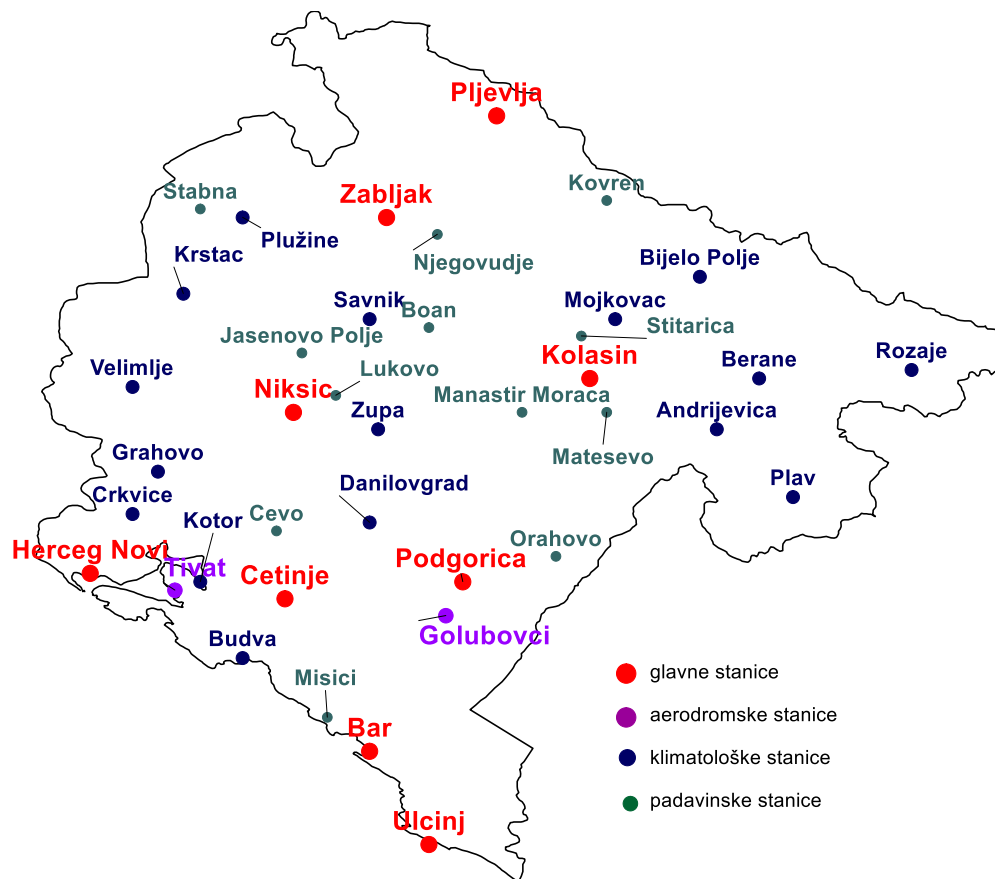 Pljevlja
Stabna
Zabljak
Kovren
Plužine
Krstac
Njegovudje
Bijelo Polje
Savnik
Boan
Mojkovac
Stitarica
Jasenovo Polje
Kolasin
Rozaje
Velimlje
Lukovo
Berane
Niksic
Manastir Moraca
Zupa
Andrijevica
Grahovo
Matesevo
Danilovgrad
Plav
Crkvice
Kotor
Cevo
Orahovo
Herceg Novi
Tivat
Cetinje
Podgorica
Golubovci
Budva
Misici
Bar
Ulcinj
glavne stanice
aerodromske stanice
klimatološke stanice
padavinske stanice